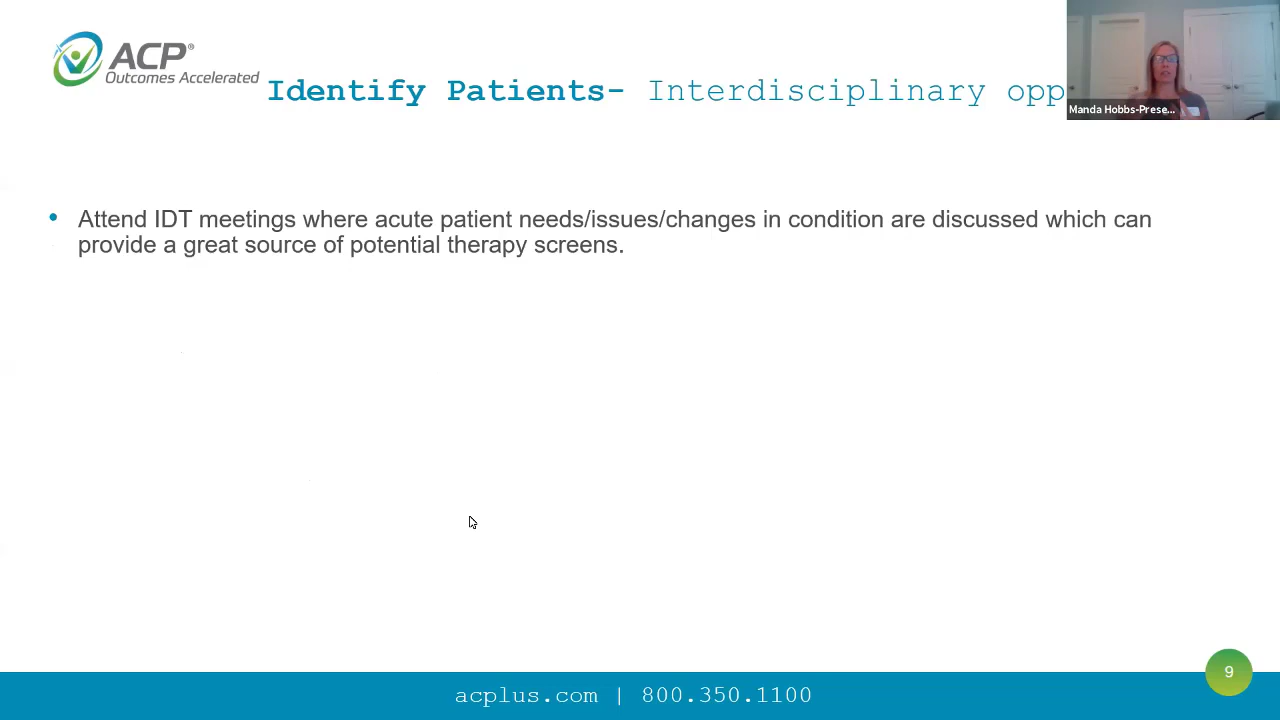 ACP®
Outcomes Accelerated
Identify Patients- Interdisciplinary opp
Manda Hobbs-Prese...
• Attend IDT meetings where acute patient needs/issues/changes in condition are discussed which can
provide a great source of potential therapy screens.
9
acplus.com | 800.350.1100